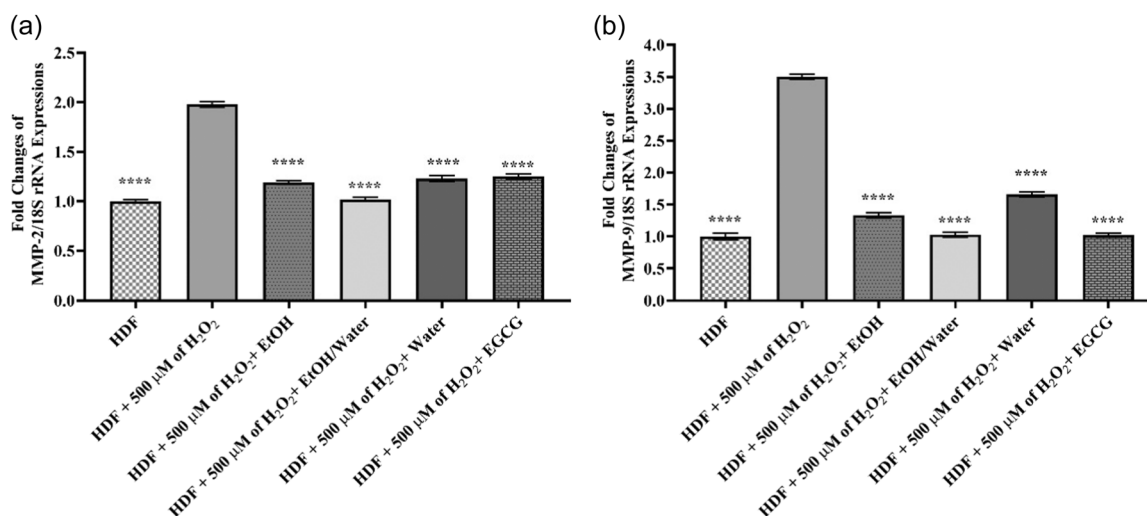 (a)
Fold Changes of
MMP-2/18S rRNA Expressions
2.5
2.0
1.5
1.0
0.5
0.0
****
****
****
****
****
HDF
HDF + 500 μM of H₂O₂
HDF + 500 μM of H₂O₂+ EtOH
HDF + 500 μM of H₂O₂+ EtOH/Water
HDF + 500 μM of H₂O₂+ Water
HDF + 500 μM of H₂O₂+ EGCG
(b)
Fold Changes of
MMP-9/18S rRNA Expressions
4.0
3.5
3.0
2.5
2.0
1.5
1.0
0.5
0.0
****
****
****
****
****
HDF
HDF + 500 μM of H₂O₂
HDF + 500 μM of H₂O₂+ EtOH
HDF + 500 μM of H₂O₂+ EtOH/Water
HDF + 500 μM of H₂O₂+ Water
HDF + 500 μM of H₂O₂+ EGCG